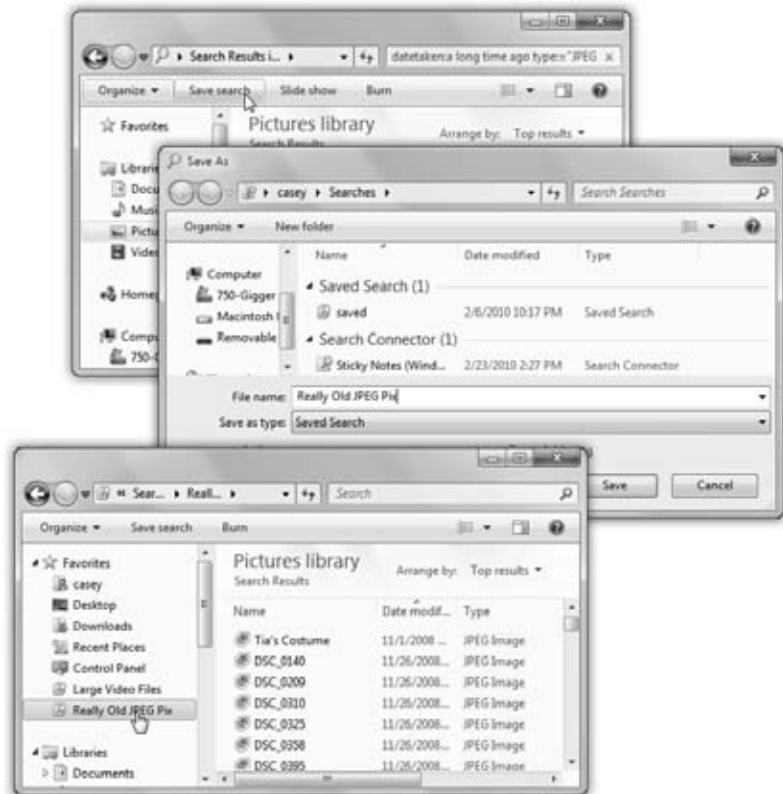 Search Results i...
datetaken:a long time ago type:="JPEG
Organize
Save search
Slide show
Burn
Favorites
Pictures library
Search Results
Arrange by: Top results
Librarie
Docu
Musi
Pictu
Video
Home
Compu
750-G
Save As
casey
Searches
Search Searches
Organize
New folder
Name
Date modified
Type
Computer
750-Gigger
Macintosh
Removable
Saved Search (1)
saved
2/6/2010 10:17 PM
Saved Search
Search Connector (1)
Sticky Notes (Wind...
2/23/2010 2:27 PM
Search Connector
File name:
Really Old JPEG Pix
Save as type:
Saved Search
Save
Cancel
Sear...
Reall...
Search
Organize
Save search
Burn
Favorites
casey
Desktop
Downloads
Recent Places
Control Panel
Large Video Files
Really Old JPEG Pix
Libraries
Documents
Pictures library
Search Results
Arrange by: Top results
Name
Date modif...
Type
Tia's Costume
11/1/2008 ...
JPEG Image
DSC_0140
11/26/2008...
JPEG Image
DSC_0209
11/26/2008...
JPEG Image
DSC_0310
11/26/2008...
JPEG Image
DSC_0325
11/26/2008...
JPEG Image
DSC_0358
11/26/2008...
JPEG Image
DSC_0395
11/26/2008...
JPEG Image